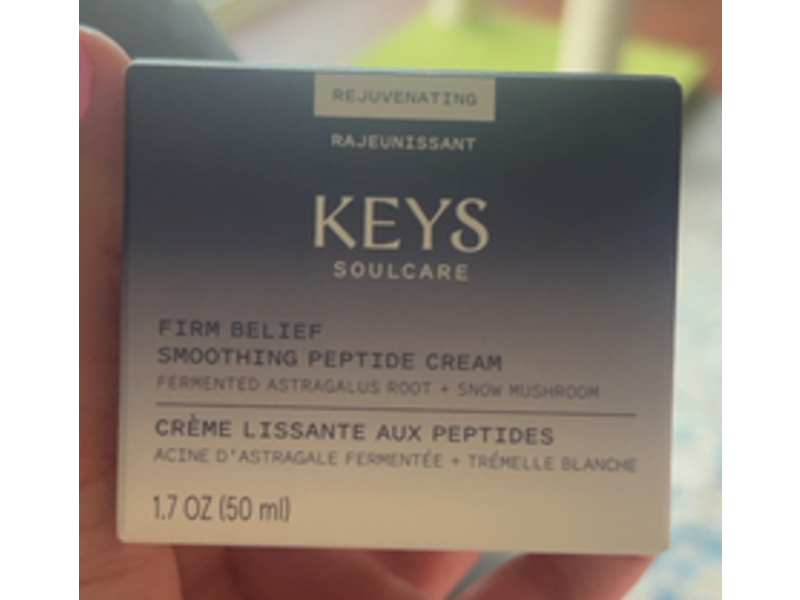 REJUVENATING
RAJEUNISSANT
KEYS
SOULCARE
FIRM BELIEF
SMOOTHING PEPTIDE CREAM
FERMENTED ASTRAGALUS ROOT + SNOW MUSHROOM
CRÈME LISSANTE AUX PEPTIDES
ACINE D'ASTRAGALE FERMENTÉE + TRÉMELLE BLANCHE
1.7 OZ (50 ml)